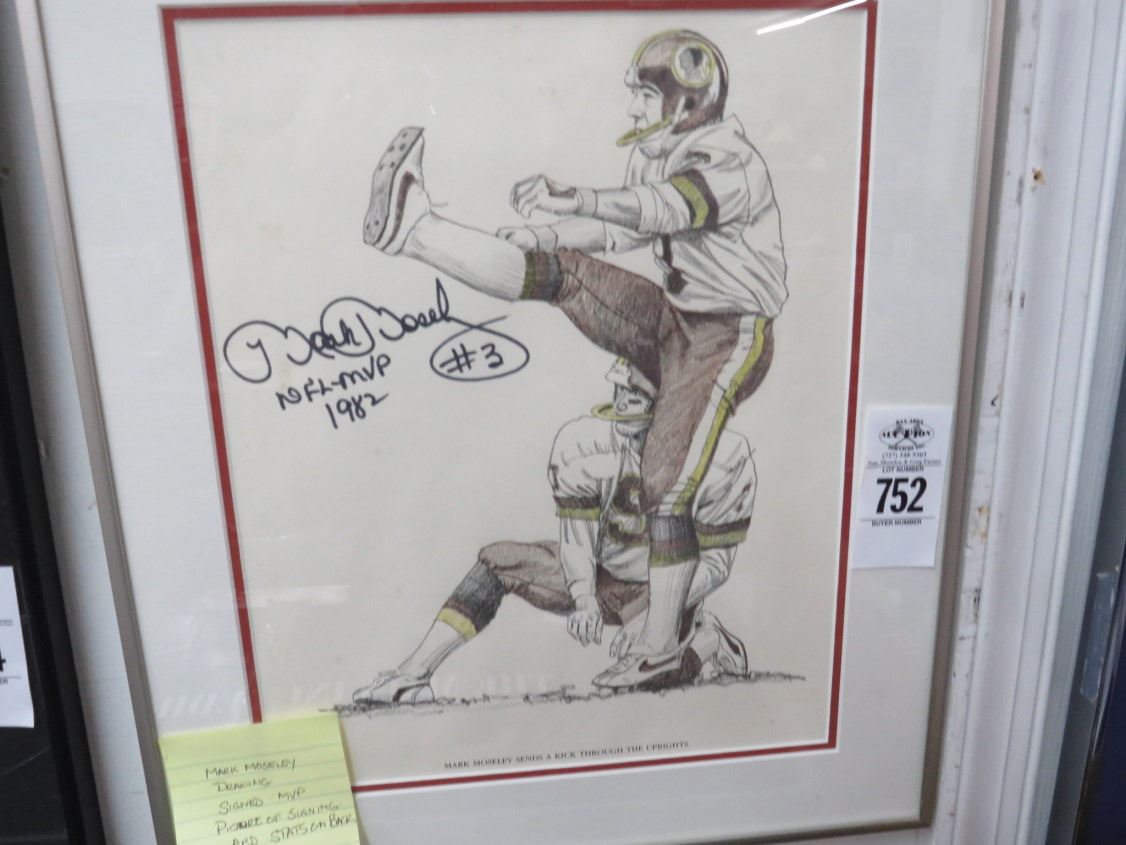 Mark Moseley
#3
NFL-MVP
1982
MARK MOSELEY SENDS A KICK THROUGH THE UPRIGHTS
AUCTION
LOT NUMBER
752
BUYER NUMBER
MARK MOSELEY
DRAWING
SIGNED MVP
PICTURE OF SIGNING
AND STATS ON BACK